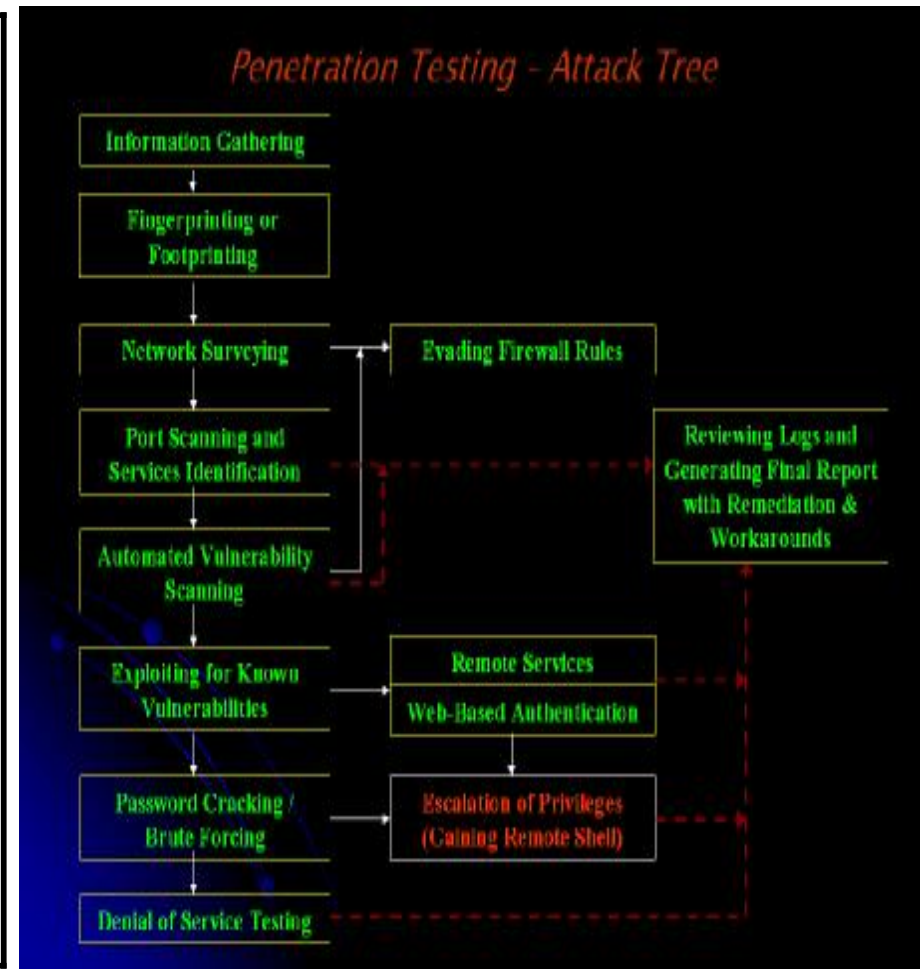 Penetration Testing - Attack Tree
Information Gathering
Fingerprinting or
Footprinting
Network Surveying
Evading Firewall Rules
Port Scanning and
Services Identification
Reviewing Logs and
Generating Final Report
with Remediation &
Workarounds
Automated Vulnerability
Scanning
Exploiting for Known
Vulnerabilities
Remote Services
Web-Based Authentication
Password Cracking /
Brute Forcing
Escalation of Privileges
(Gaining Remote Shell)
Denial of Service Testing